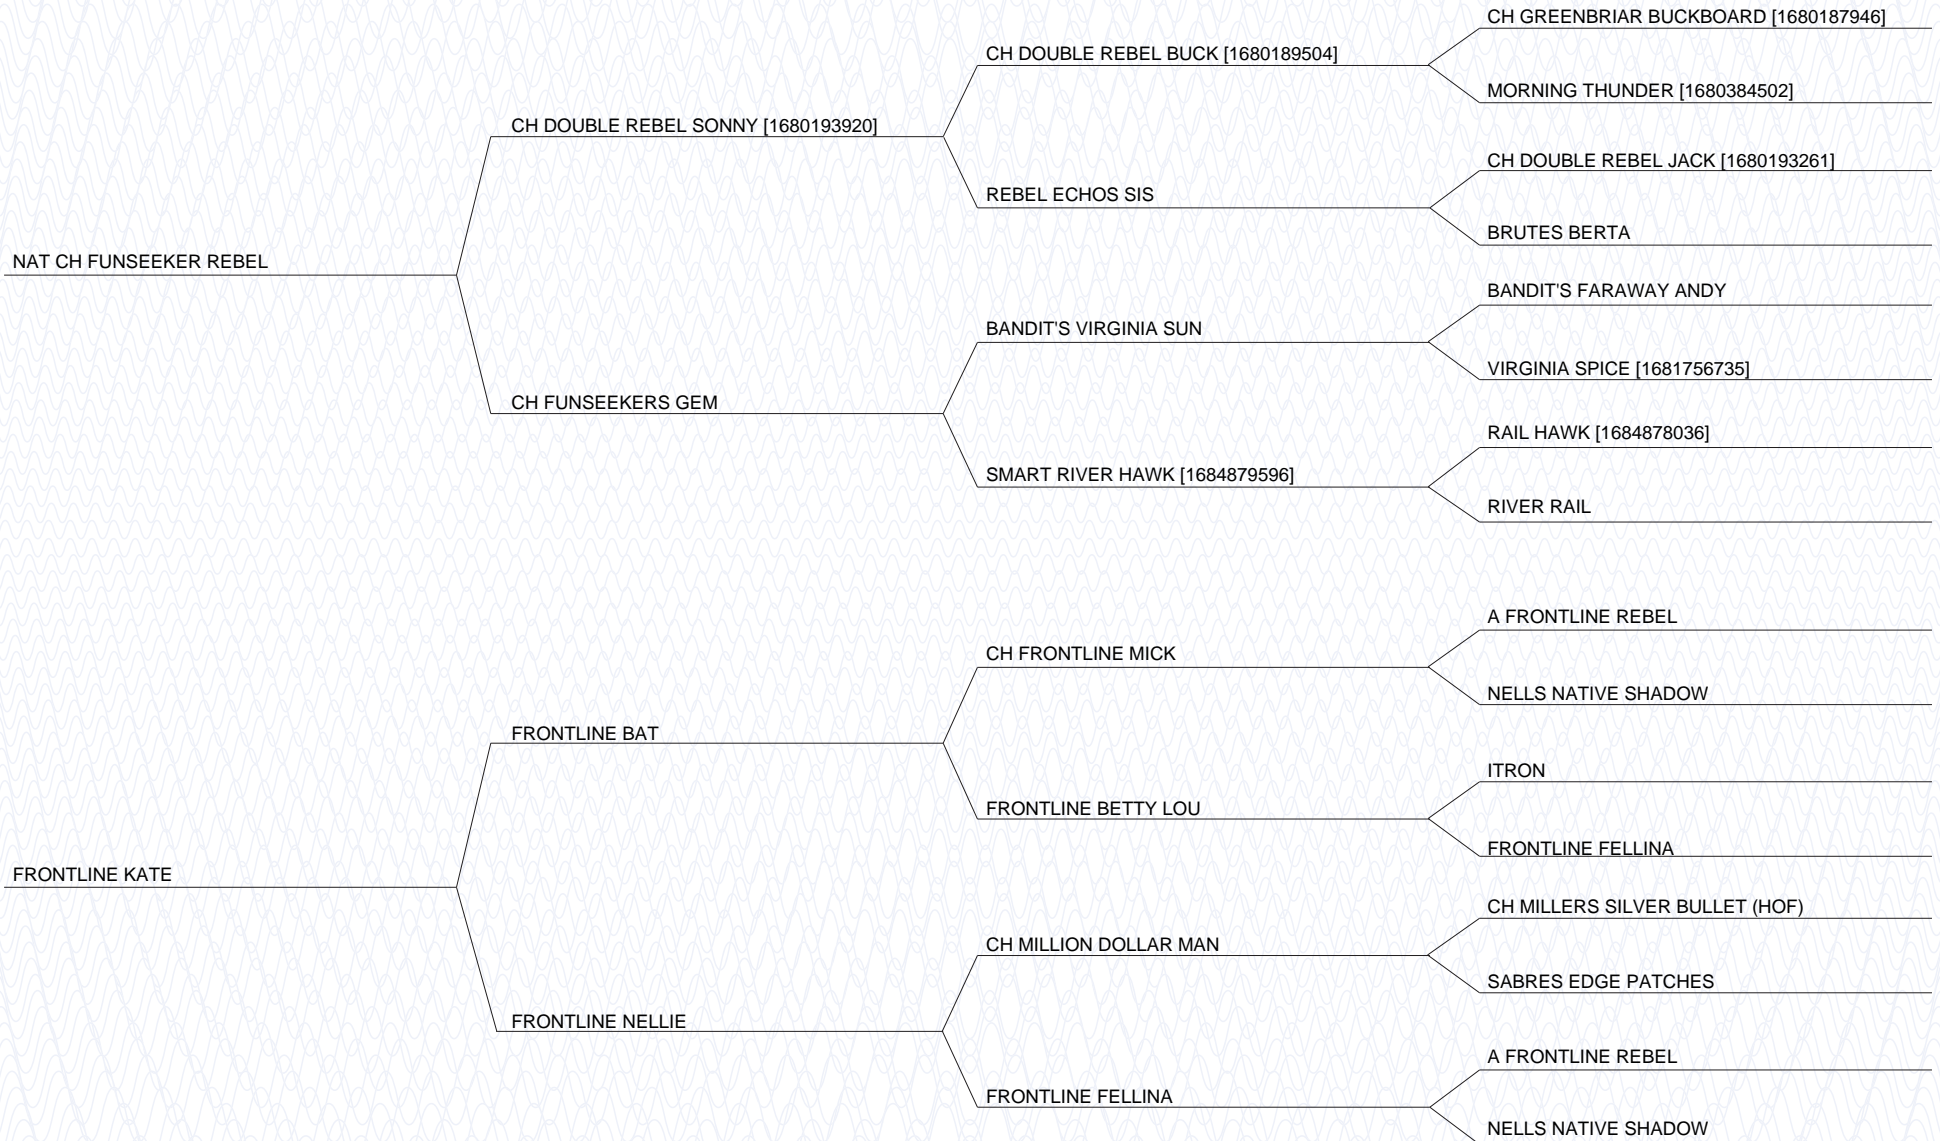 CH GREENBRIAR BUCKBOARD [1680187946]
CH DOUBLE REBEL BUCK [1680189504]
MORNING THUNDER [1680384502]
CH DOUBLE REBEL SONNY [1680193920]
CH DOUBLE REBEL JACK [1680193261]
REBEL ECHOS SIS
BRUTES BERTA
NAT CH FUNSEEKER REBEL
BANDIT'S FARAWAY ANDY
BANDIT'S VIRGINIA SUN
VIRGINIA SPICE [1681756735]
CH FUNSEEKERS GEM
RAIL HAWK [1684878036]
SMART RIVER HAWK [1684879596]
RIVER RAIL
A FRONTLINE REBEL
CH FRONTLINE MICK
NELLS NATIVE SHADOW
FRONTLINE BAT
ITRON
FRONTLINE BETTY LOU
FRONTLINE FELLINA
FRONTLINE KATE
CH MILLERS SILVER BULLET (HOF)
CH MILLION DOLLAR MAN
SABRES EDGE PATCHES
FRONTLINE NELLIE
A FRONTLINE REBEL
FRONTLINE FELLINA
NELLS NATIVE SHADOW